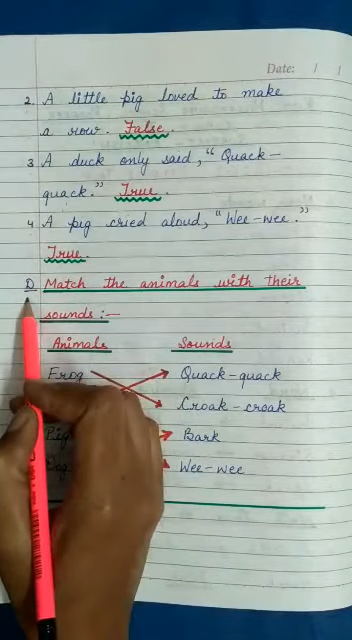 Date: / /
2. A little pig loved to make
a row. False.
3 A duck only said, "Quack-
quack." True.
4 A pig cried aloud, "Wee-wee."
True.
D Match the animals with their
sounds :-
Animals Sounds
Frog Quack-quack
Croak-croak
Pig Bark
Dog Wee-wee